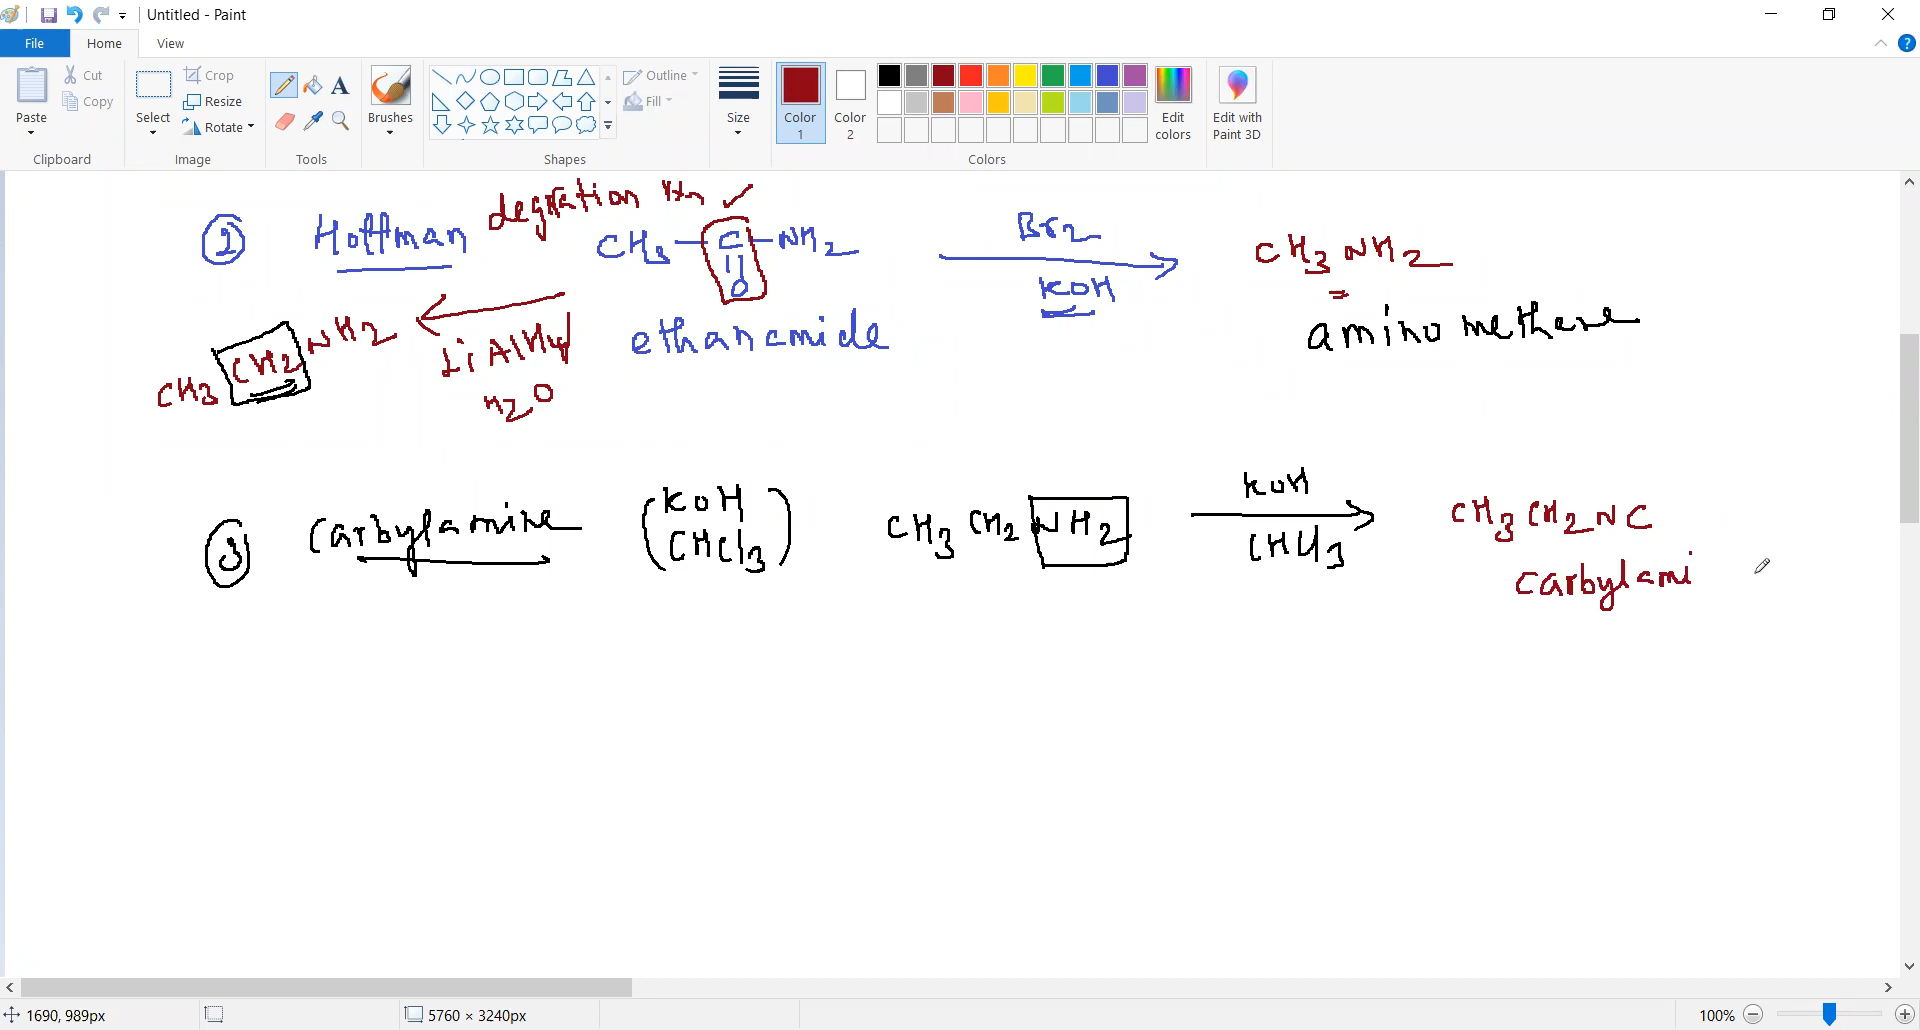 Untitled - Paint
File Home View
Cut
Copy
Paste
Clipboard
Crop
Resize
Rotate
Select
Image
Tools
Brushes
Outline
Fill
Shapes
Size
Color 1
Color 2
Edit colors
Edit with Paint 3D
Colors
② Hoffman degration rxn ✓
CH3 - C - NH2 Br2 CH3NH2
O KOH
ethanamide aminomethane
CH3 CH2 NH2 LiAlH4
H2O
③ Carbylamine (KOH CH3 CH2 NH2 KOH CH3 CH2 NC
CHCl3) CHCl3 carbylami
1690, 989px 5760 × 3240px 100%